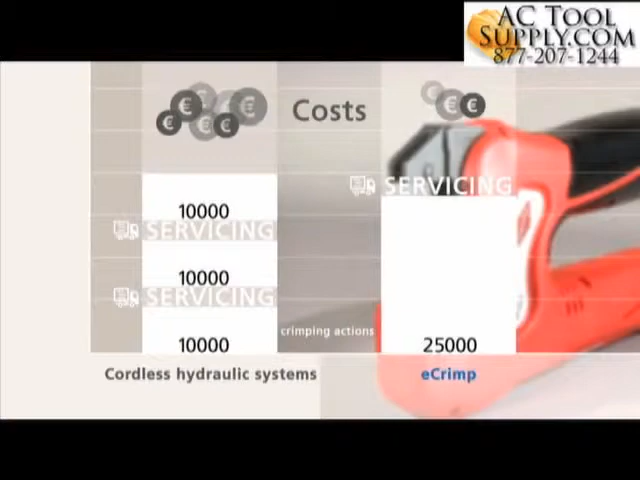 AC TOOL
SUPPLY.COM
877-207-1244
Costs
SERVICING
10000
SERVICING
10000
SERVICING
crimping actions
10000
25000
Cordless hydraulic systems
eCrimp